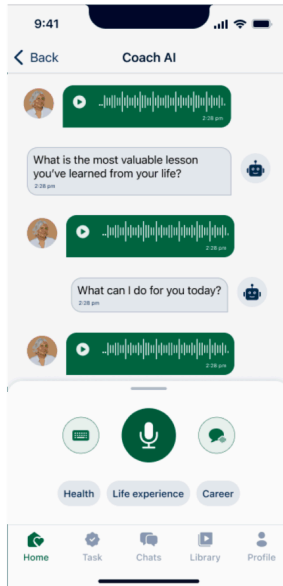 9:41
Back
Coach AI
2:28 pm
What is the most valuable lesson
you've learned from your life?
2:28 pm
2:28 pm
What can I do for you today?
2:28 pm
2:28 pm
Health
Life experience
Career
Home
Task
Chats
Library
Profile